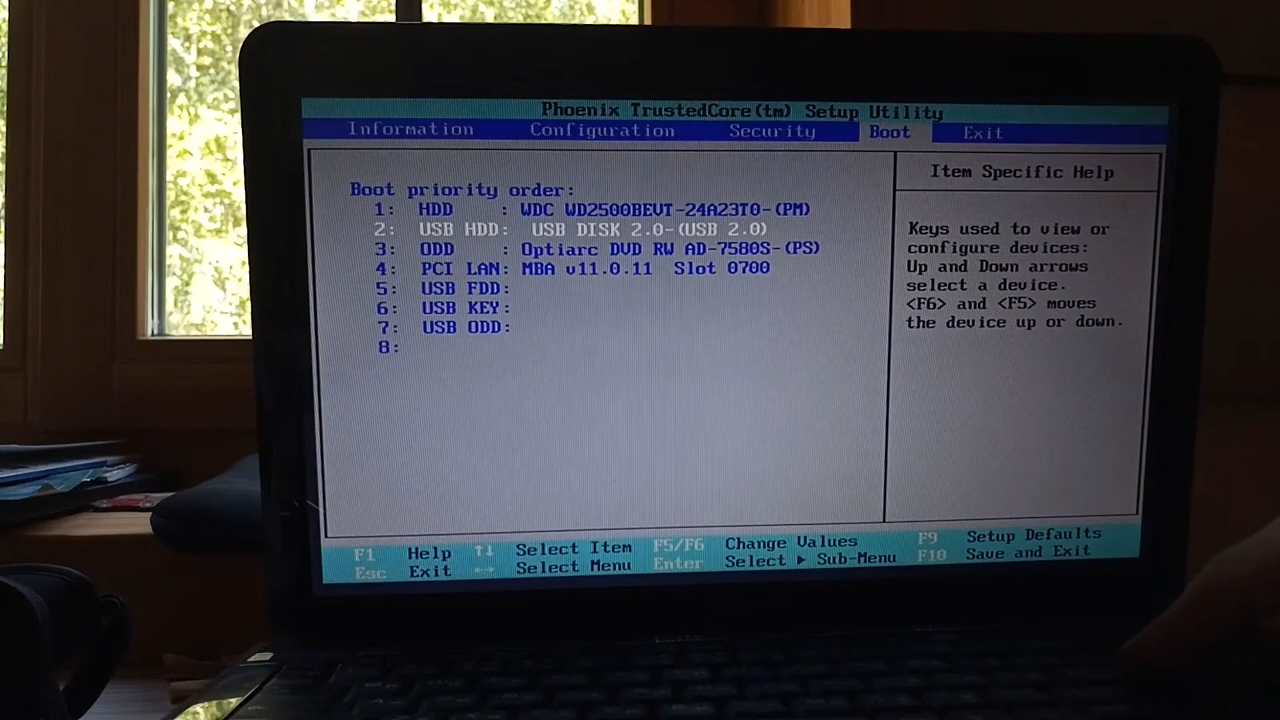 Phoenix TrustedCore(tm) Setup Utility
Information Configuration Security Boot Exit
Boot priority order:
1: HDD : WDC WD2500BEVT-24A23T0-(PM)
2: USB HDD: USB DISK 2.0-(USB 2.0)
3: ODD : Optiarc DVD RW AD-7580S-(PS)
4: PCI LAN: MBA v11.0.11 Slot 0700
5: USB FDD:
6: USB KEY:
7: USB ODD:
8:
Item Specific Help
Keys used to view or
configure devices:
Up and Down arrows
select a device.
<F6> and <F5> moves
the device up or down.
F1 Help ↑↓ Select Item F5/F6 Change Values F9 Setup Defaults
Esc Exit ←→ Select Menu Enter Select ▶ Sub-Menu F10 Save and Exit